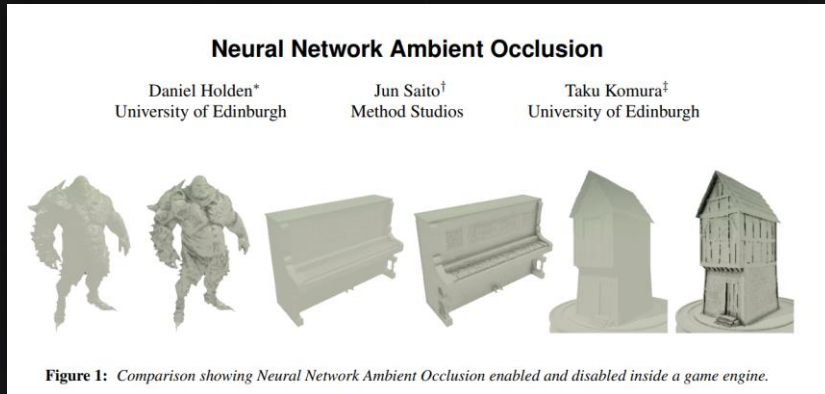 Neural Network Ambient Occlusion
Daniel Holden* Jun Saito† Taku Komura‡
University of Edinburgh Method Studios University of Edinburgh
Figure 1: Comparison showing Neural Network Ambient Occlusion enabled and disabled inside a game engine.